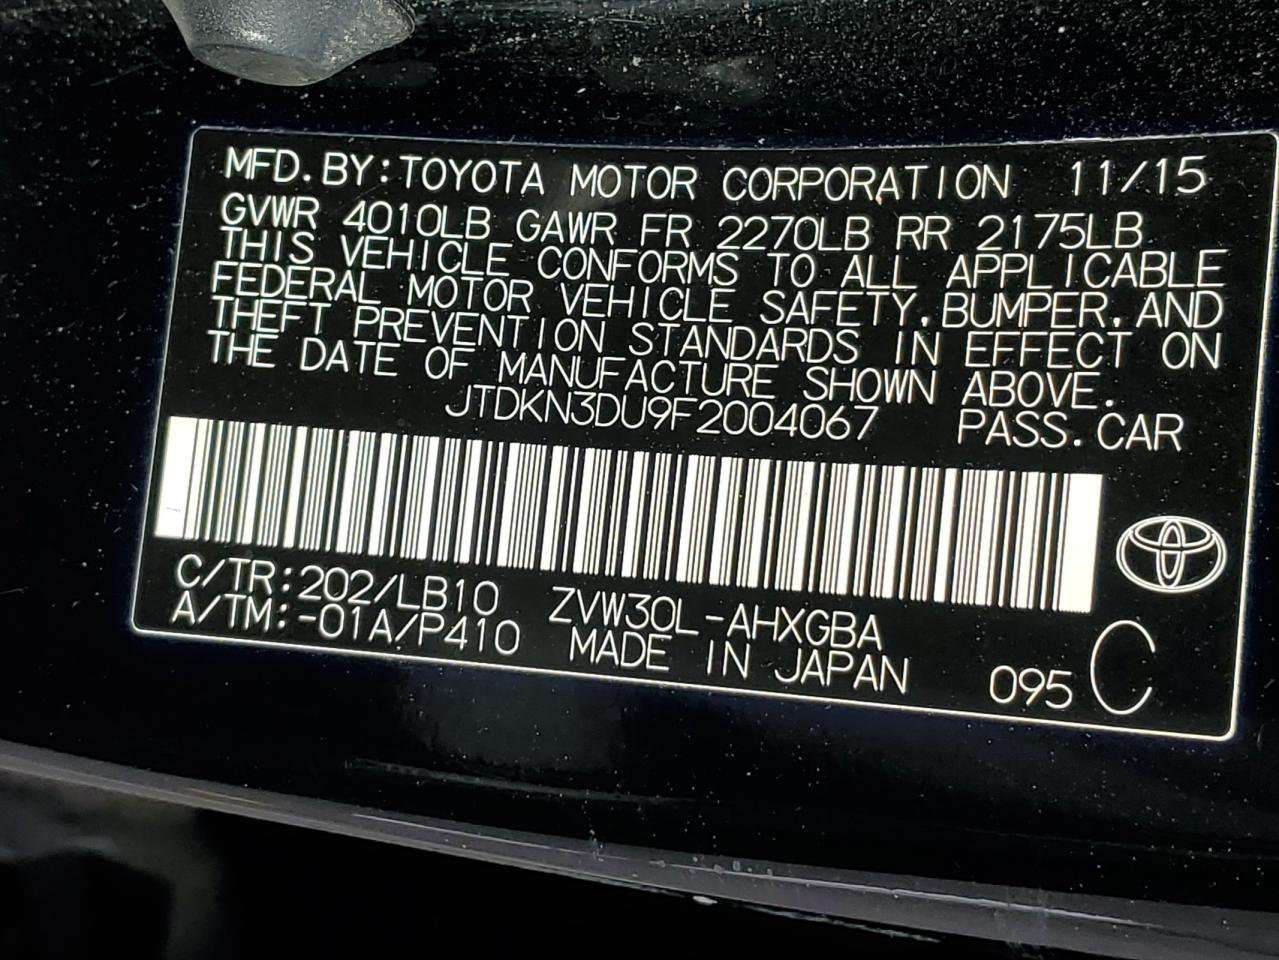 MFD. BY: TOYOTA MOTOR CORPORATION 11/15
GVWR 4010LB GAWR FR 2270LB RR 2175LB
THIS VEHICLE CONFORMS TO ALL APPLICABLE
FEDERAL MOTOR VEHICLE SAFETY, BUMPER, AND
THEFT PREVENTION STANDARDS IN EFFECT ON
THE DATE OF MANUFACTURE SHOWN ABOVE.
JTDKN3DU9F2004067 PASS. CAR
C/TR: 202/LB10 ZVW30L-AHXGBA
A/TM: -01A/P410 MADE IN JAPAN 095 C